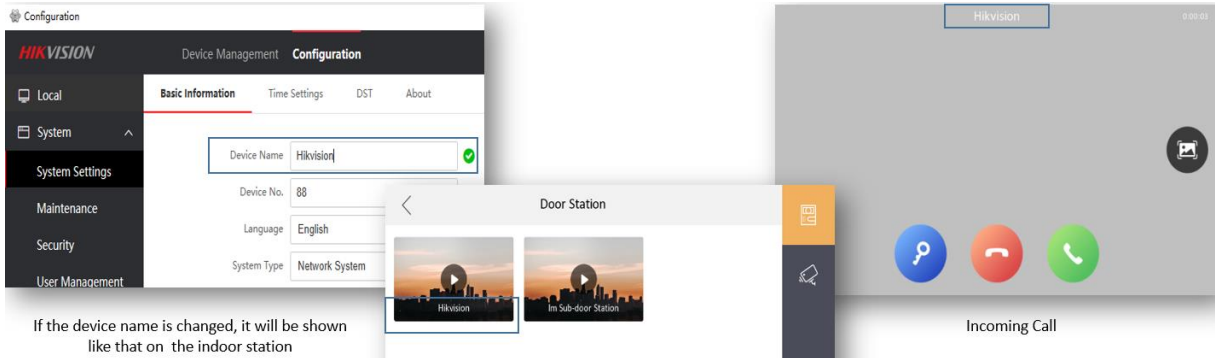 Configuration
HIKVISION
Device Management Configuration
Local
System
System Settings
Maintenance
Security
User Management
Basic Information Time Settings DST About
Device Name Hikvision
Device No. 88
Language English
System Type Network System
If the device name is changed, it will be shown
like that on the indoor station
Door Station
Hikvision
Im Sub-door Station
Hikvision
0:00:03
Incoming Call